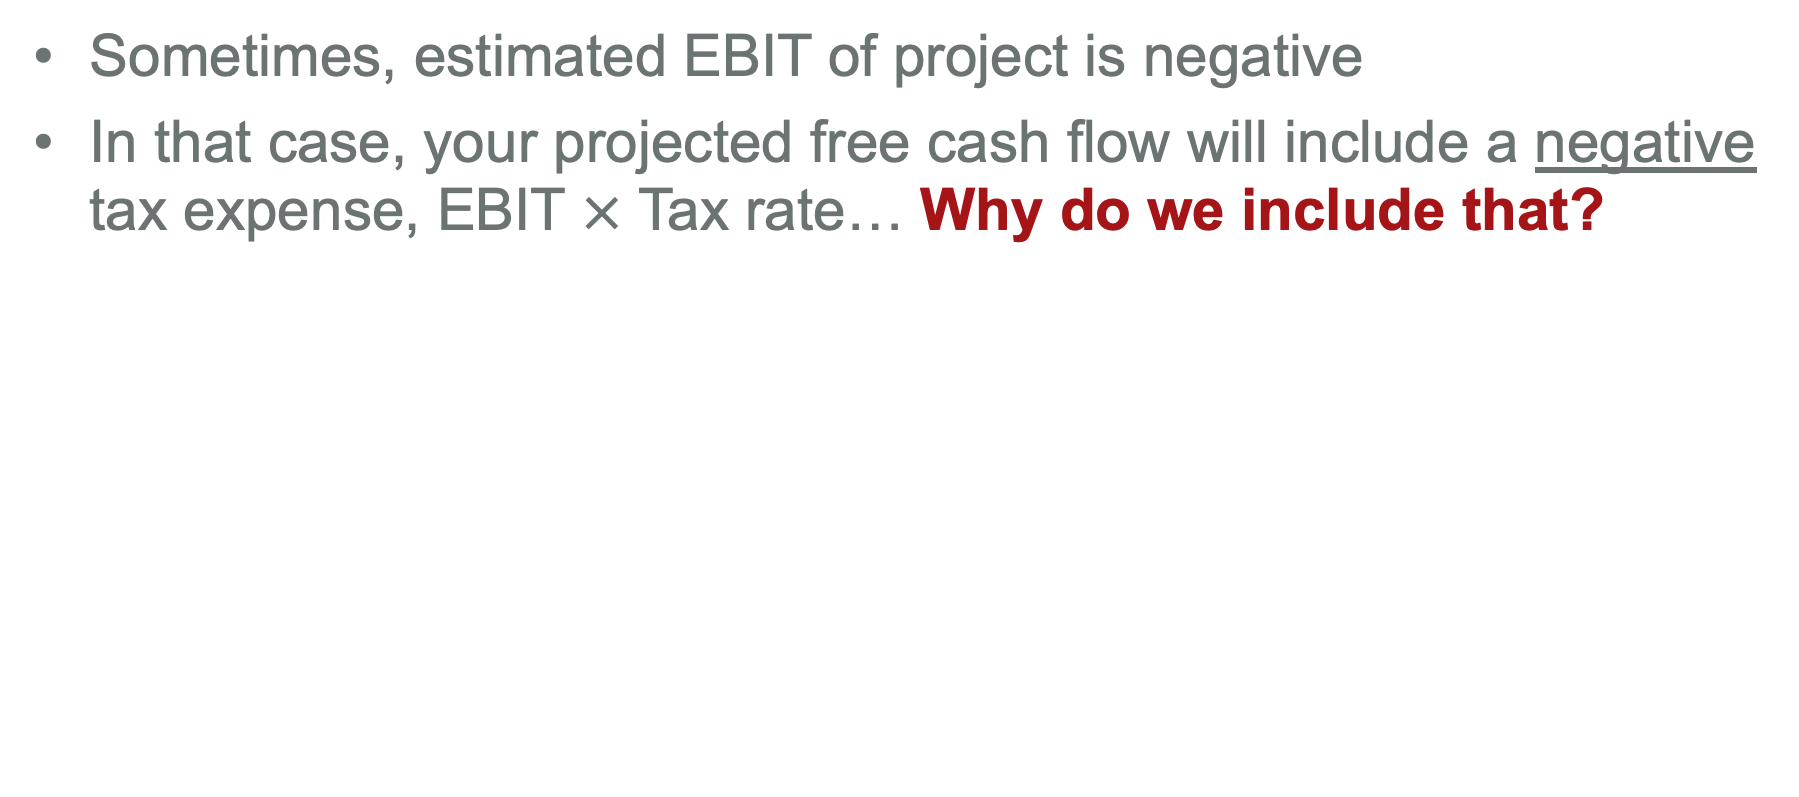 • Sometimes, estimated EBIT of project is negative
• In that case, your projected free cash flow will include a negative
tax expense, EBIT × Tax rate… Why do we include that?